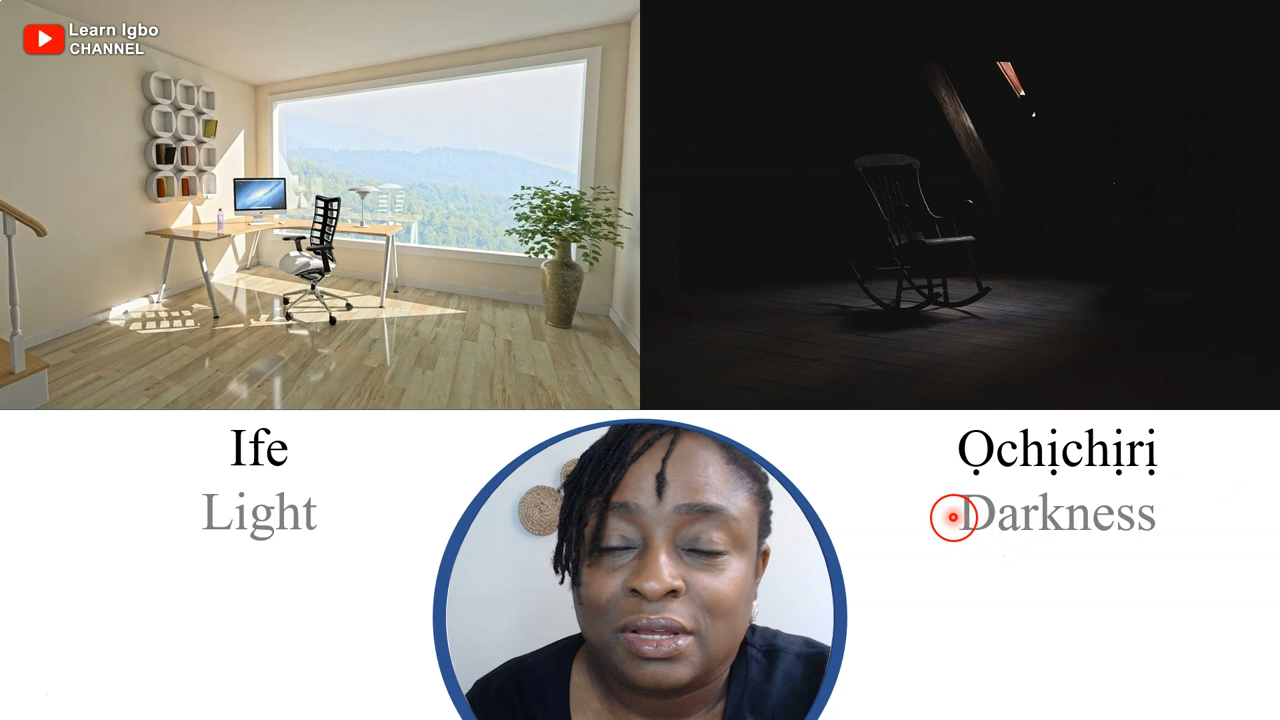 Learn Igbo
CHANNEL
Ife
Light
Ọchịchịrị
Darkness